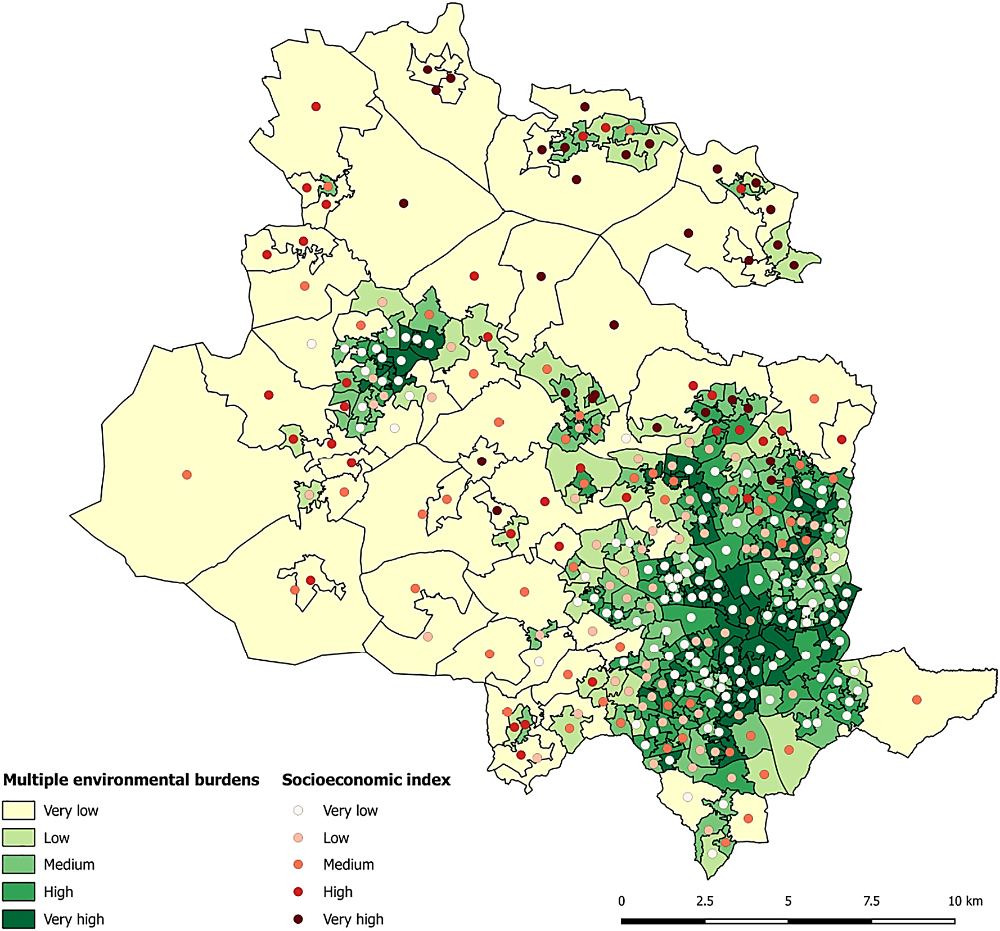 Multiple environmental burdens
Very low
Low
Medium
High
Very high
Socioeconomic index
Very low
Low
Medium
High
Very high
0 2.5 5 7.5 10 km